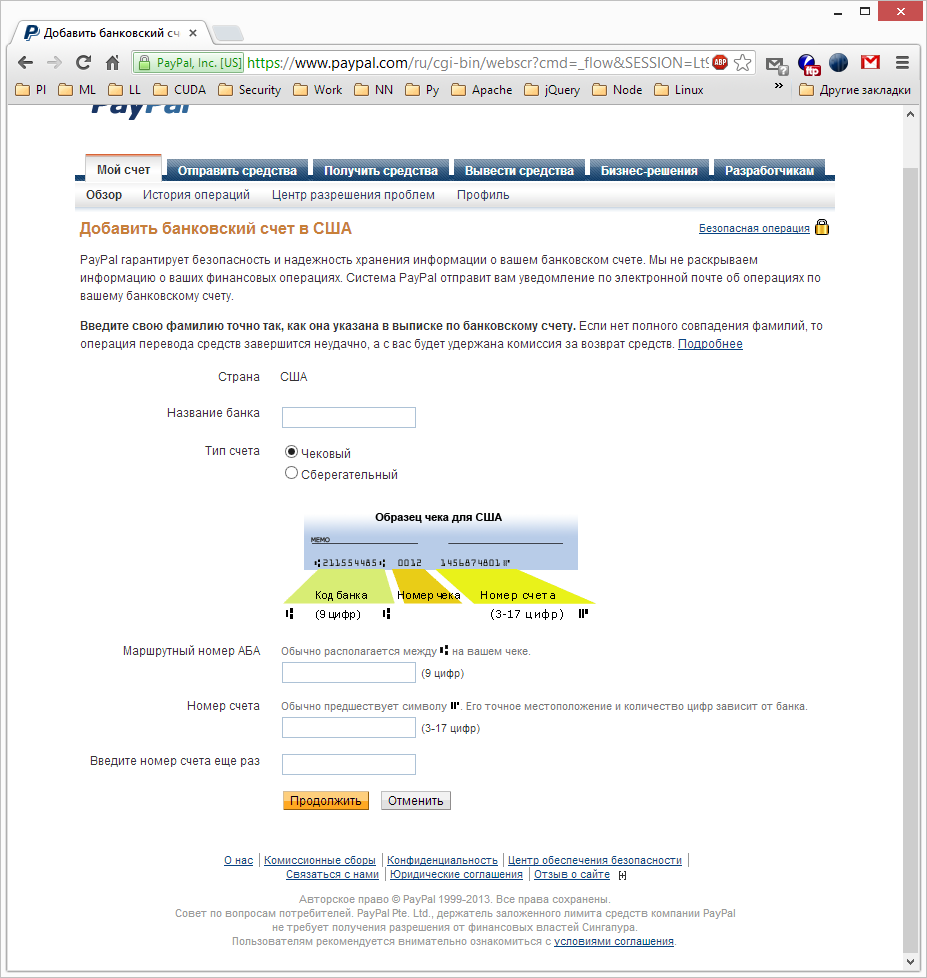 Добавить банковский сч
PayPal, Inc. [US] https://www.paypal.com/ru/cgi-bin/webscr?cmd=_flow&SESSION=Lt9 ABP
PI ML LL CUDA Security Work NN Py Apache jQuery Node Linux » Другие закладки
PayPal
Мой счет Отправить средства Получить средства Вывести средства Бизнес-решения Разработчикам
Обзор История операций Центр разрешения проблем Профиль
Добавить банковский счет в США Безопасная операция
PayPal гарантирует безопасность и надежность хранения информации о вашем банковском счете. Мы не раскрываем
информацию о ваших финансовых операциях. Система PayPal отправит вам уведомление по электронной почте об операциях по
вашему банковскому счету.
Введите свою фамилию точно так, как она указана в выписке по банковскому счету. Если нет полного совпадения фамилий, то
операция перевода средств завершится неудачно, а с вас будет удержана комиссия за возврат средств. Подробнее
Страна США
Название банка
Тип счета Чековый
Сберегательный
Образец чека для США
MEMO
⑆211554485⑆ 0012 1456874801⑈
Код банка Номер чека Номер счета
⑆ (9 цифр) ⑆ (3-17 цифр) ⑈
Маршрутный номер АБА Обычно располагается между ⑆ на вашем чеке.
(9 цифр)
Номер счета Обычно предшествует символу ⑈. Его точное местоположение и количество цифр зависит от банка.
(3-17 цифр)
Введите номер счета еще раз
Продолжить Отменить
О нас | Комиссионные сборы | Конфиденциальность | Центр обеспечения безопасности |
Связаться с нами | Юридические соглашения | Отзыв о сайте [+]
Авторское право © PayPal 1999-2013. Все права сохранены.
Совет по вопросам потребителей. PayPal Pte. Ltd., держатель заложенного лимита средств компании PayPal
не требует получения разрешения от финансовых властей Сингапура.
Пользователям рекомендуется внимательно ознакомиться с условиями соглашения.